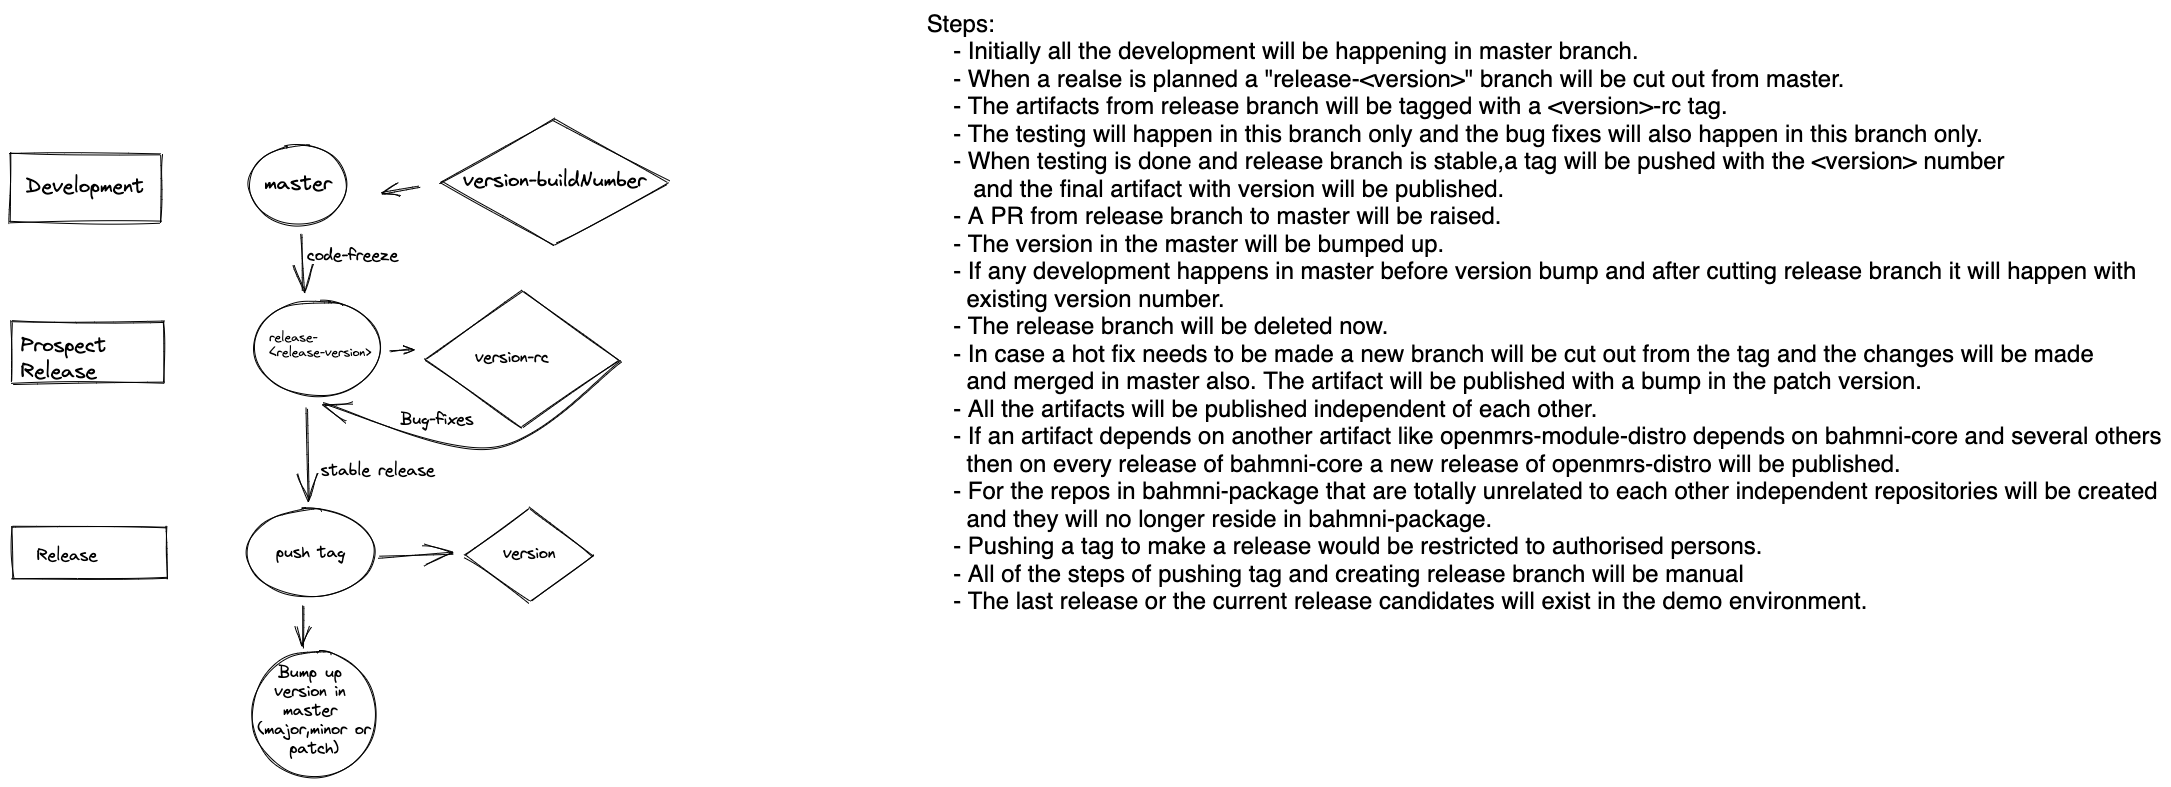 Development
master
version-buildNumber
code-freeze
Prospect
Release
release-
<release-version>
version-rc
Bug-fixes
stable release
Release
push tag
version
Bump up
version in
master
(major,minor or
patch)
Steps:
- Initially all the development will be happening in master branch.
- When a realse is planned a "release-<version>" branch will be cut out from master.
- The artifacts from release branch will be tagged with a <version>-rc tag.
- The testing will happen in this branch only and the bug fixes will also happen in this branch only.
- When testing is done and release branch is stable,a tag will be pushed with the <version> number
and the final artifact with version will be published.
- A PR from release branch to master will be raised.
- The version in the master will be bumped up.
- If any development happens in master before version bump and after cutting release branch it will happen with
existing version number.
- The release branch will be deleted now.
- In case a hot fix needs to be made a new branch will be cut out from the tag and the changes will be made
and merged in master also. The artifact will be published with a bump in the patch version.
- All the artifacts will be published independent of each other.
- If an artifact depends on another artifact like openmrs-module-distro depends on bahmni-core and several others
then on every release of bahmni-core a new release of openmrs-distro will be published.
- For the repos in bahmni-package that are totally unrelated to each other independent repositories will be created
and they will no longer reside in bahmni-package.
- Pushing a tag to make a release would be restricted to authorised persons.
- All of the steps of pushing tag and creating release branch will be manual
- The last release or the current release candidates will exist in the demo environment.